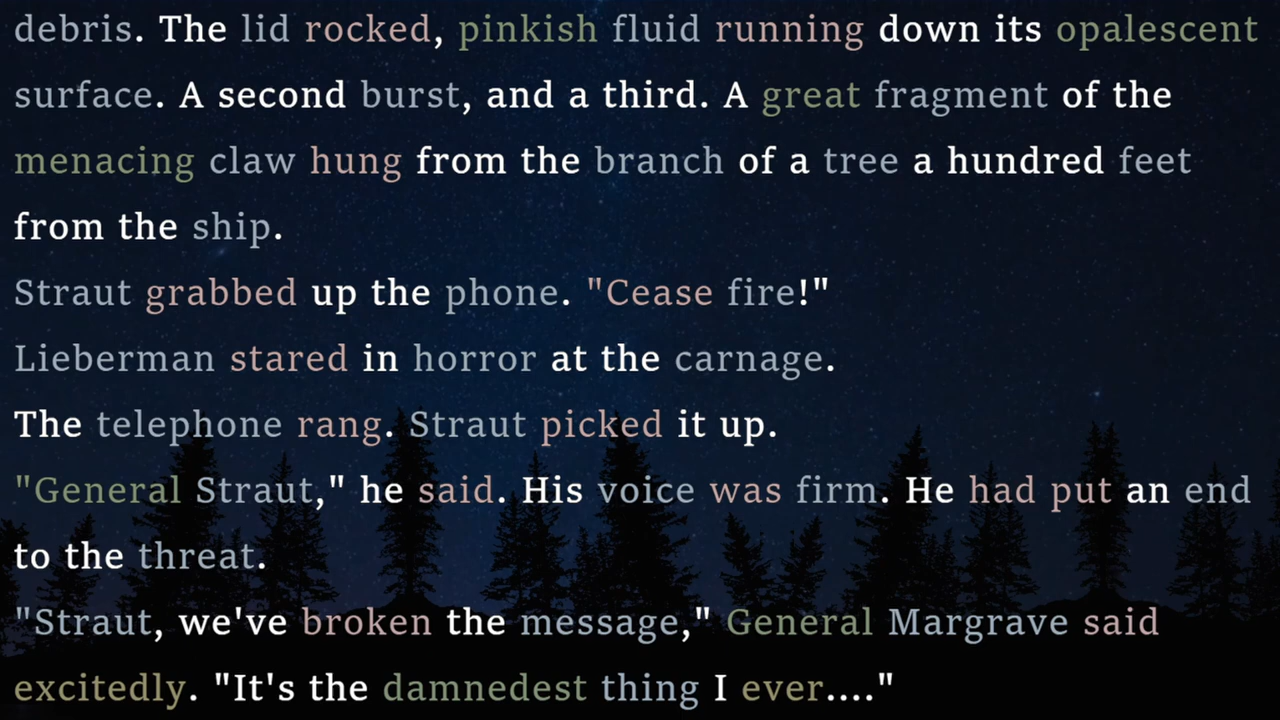 debris. The lid rocked, pinkish fluid running down its opalescent
surface. A second burst, and a third. A great fragment of the
menacing claw hung from the branch of a tree a hundred feet
from the ship.
Straut grabbed up the phone. "Cease fire!"
Lieberman stared in horror at the carnage.
The telephone rang. Straut picked it up.
"General Straut," he said. His voice was firm. He had put an end
to the threat.
"Straut, we've broken the message," General Margrave said
excitedly. "It's the damnedest thing I ever...."